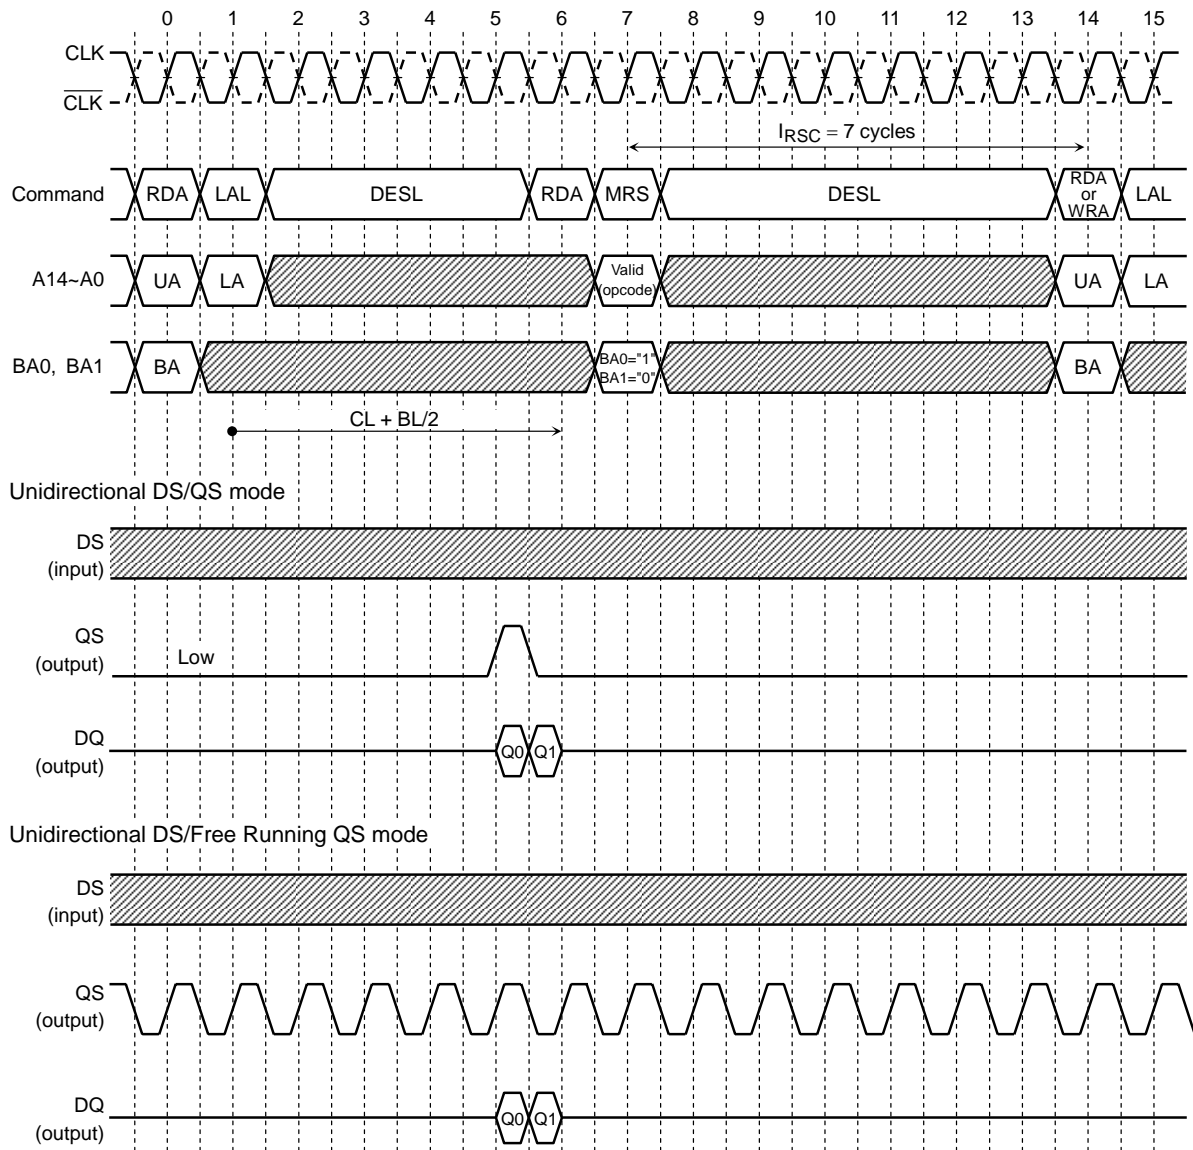 0 1 2 3 4 5 6 7 8 9 10 11 12 13 14 15
CLK
CLK
IRSC = 7 cycles
Command RDA LAL DESL RDA MRS DESL RDA or WRA LAL
A14~A0 UA LA Valid (opcode) UA LA
BA0, BA1 BA BA0="1" BA1="0" BA
CL + BL/2
Unidirectional DS/QS mode
DS
(input)
QS
(output)
Low
DQ
(output)
Q0 Q1
Unidirectional DS/Free Running QS mode
DS
(input)
QS
(output)
DQ
(output)
Q0 Q1